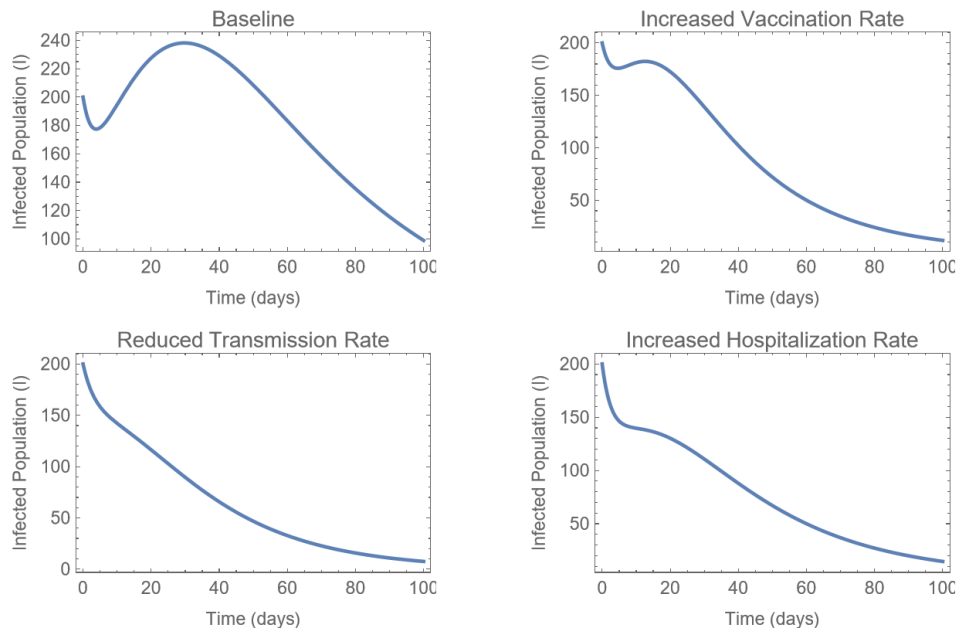 Baseline
Infected Population (I)
240
220
200
180
160
140
120
100
0 20 40 60 80 100
Time (days)
Increased Vaccination Rate
Infected Population (I)
200
150
100
50
0 20 40 60 80 100
Time (days)
Reduced Transmission Rate
Infected Population (I)
200
150
100
50
0
0 20 40 60 80 100
Time (days)
Increased Hospitalization Rate
Infected Population (I)
200
150
100
50
0 20 40 60 80 100
Time (days)